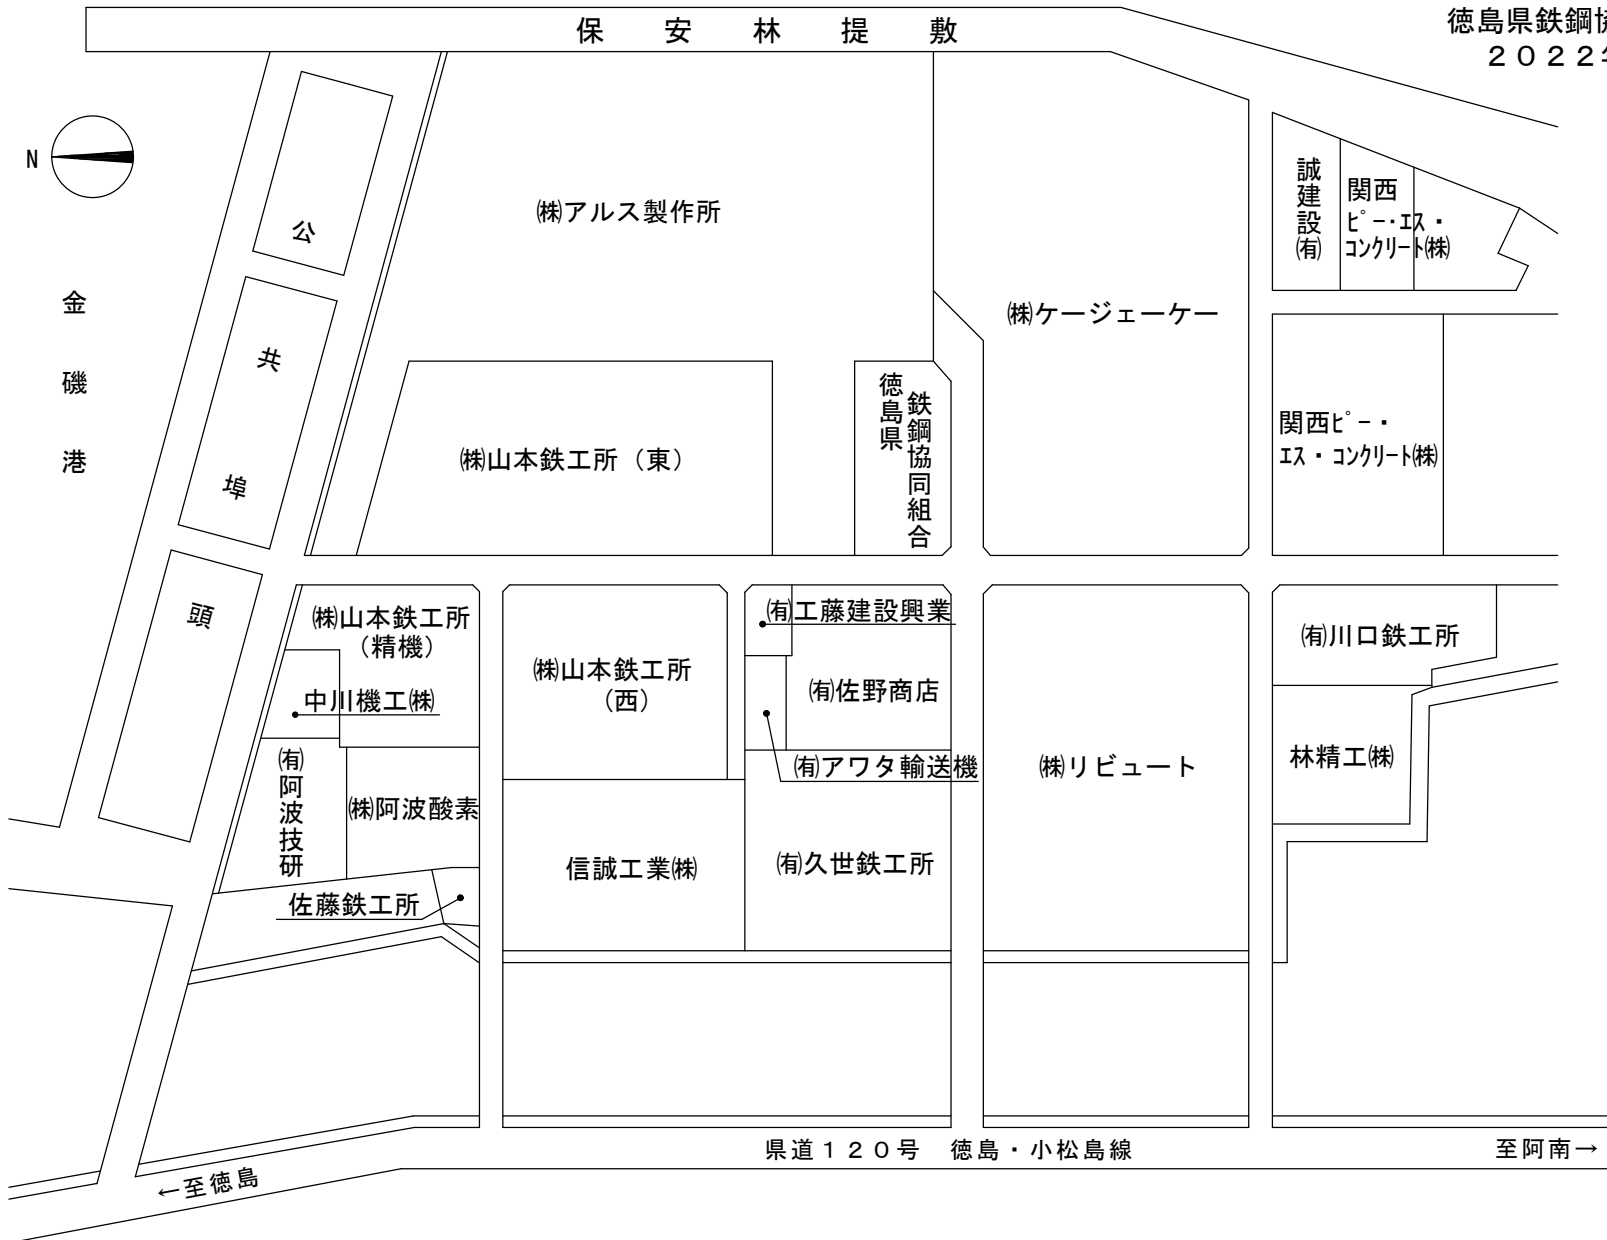 保安林提敷
徳島県鉄鋼協
２０２２年
N
金磯港
公共埠頭
㈱アルス製作所
㈱ケージェーケー
誠建設㈲
関西
ピー・エス・
コンクリート㈱
㈱山本鉄工所（東）
徳島県
鉄鋼協同組合
関西ピー・
エス・コンクリート㈱
㈱山本鉄工所
（精機）
中川機工㈱
㈲阿波技研
㈱阿波酸素
佐藤鉄工所
㈱山本鉄工所
（西）
信誠工業㈱
㈲工藤建設興業
㈲佐野商店
㈲アワタ輸送機
㈲久世鉄工所
㈱リビュート
㈲川口鉄工所
林精工㈱
県道１２０号　徳島・小松島線
至阿南→
←至徳島